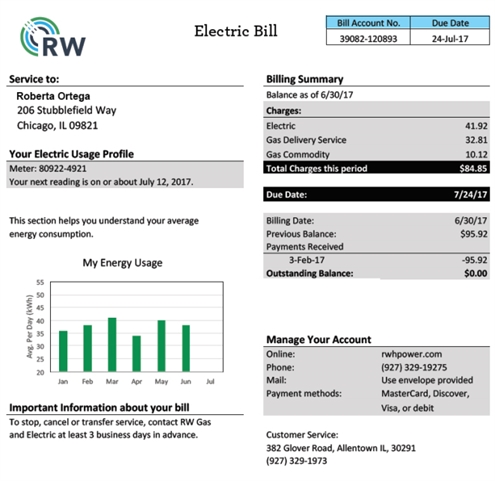 RW
Electric Bill
Bill Account No. Due Date
39082-120893 24-Jul-17
Service to:
Roberta Ortega
206 Stubblefield Way
Chicago, IL 09821
Your Electric Usage Profile
Meter: 80922-4921
Your next reading is on or about July 12, 2017.
This section helps you understand your average
energy consumption.
My Energy Usage
Avg. Per Day (kWh)
55
50
45
40
35
30
25
20
Jan Feb Mar Apr May Jun Jul
Important Information about your bill
To stop, cancel or transfer service, contact RW Gas
and Electric at least 3 business days in advance.
Billing Summary
Balance as of 6/30/17
Charges:
Electric 41.92
Gas Delivery Service 32.81
Gas Commodity 10.12
Total Charges this period $84.85
Due Date: 7/24/17
Billing Date: 6/30/17
Previous Balance: $95.92
Payments Received
3-Feb-17 -95.92
Outstanding Balance: $0.00
Manage Your Account
Online: rwhpower.com
Phone: (927) 329-19275
Mail: Use envelope provided
Payment methods: MasterCard, Discover,
Visa, or debit
Customer Service:
382 Glover Road, Allentown IL, 30291
(927) 329-1973